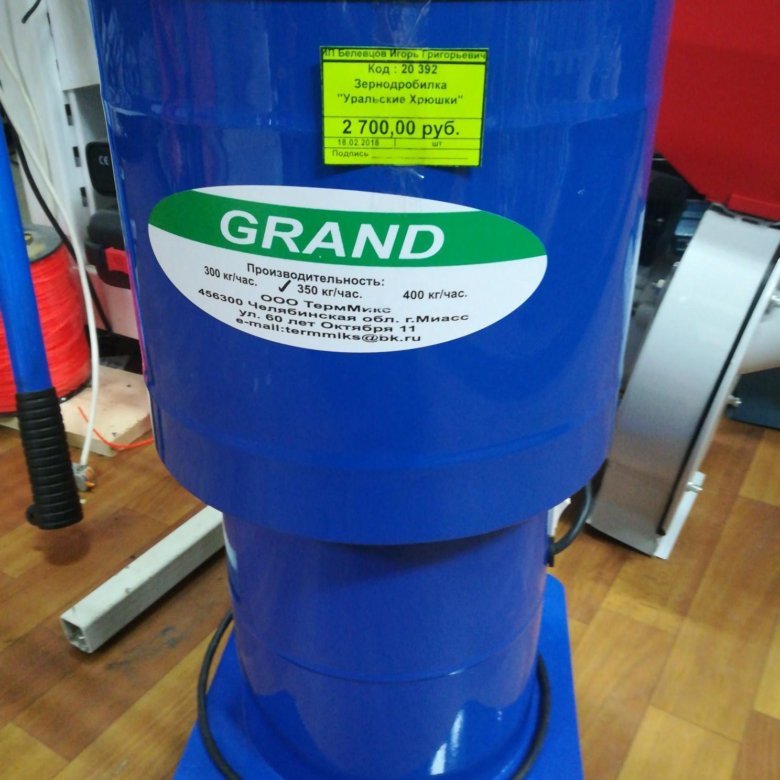 ИП Белевцов Игорь Григорьевич
Код : 20 392
Зернодробилка
"Уральские Хрюшки"
2 700,00 руб.
18.02.2018 | шт
Подпись
GRAND
Производительность:
300 кг/час. ✓ 350 кг/час. 400 кг/час.
ООО ТермМикс
456300 Челябинская обл. г.Миасс
ул. 60 лет Октября 11
e-mail:termmiks@bk.ru